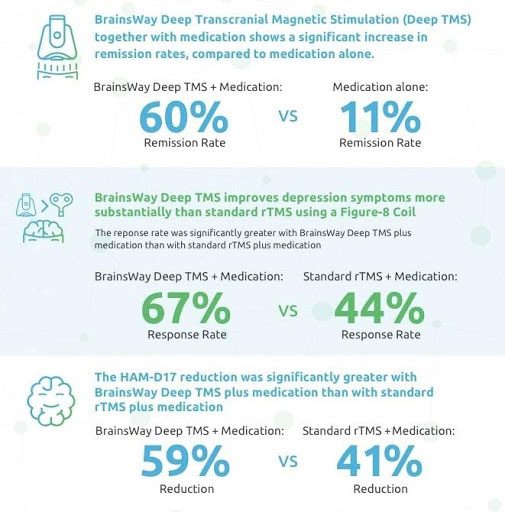 BrainsWay Deep Transcranial Magnetic Stimulation (Deep TMS)
together with medication shows a significant increase in
remission rates, compared to medication alone.
BrainsWay Deep TMS + Medication:
60%
Remission Rate
VS
Medication alone:
11%
Remission Rate
BrainsWay Deep TMS improves depression symptoms more
substantially than standard rTMS using a Figure-8 Coil
The reponse rate was significantly greater with BrainsWay Deep TMS plus
medication than with standard rTMS plus medication
BrainsWay Deep TMS + Medication:
67%
Response Rate
VS
Standard rTMS + Medication:
44%
Response Rate
The HAM-D17 reduction was significantly greater with
BrainsWay Deep TMS plus medication than with standard
rTMS plus medication
BrainsWay Deep TMS + Medication:
59%
Reduction
VS
Standard rTMS + Medication:
41%
Reduction